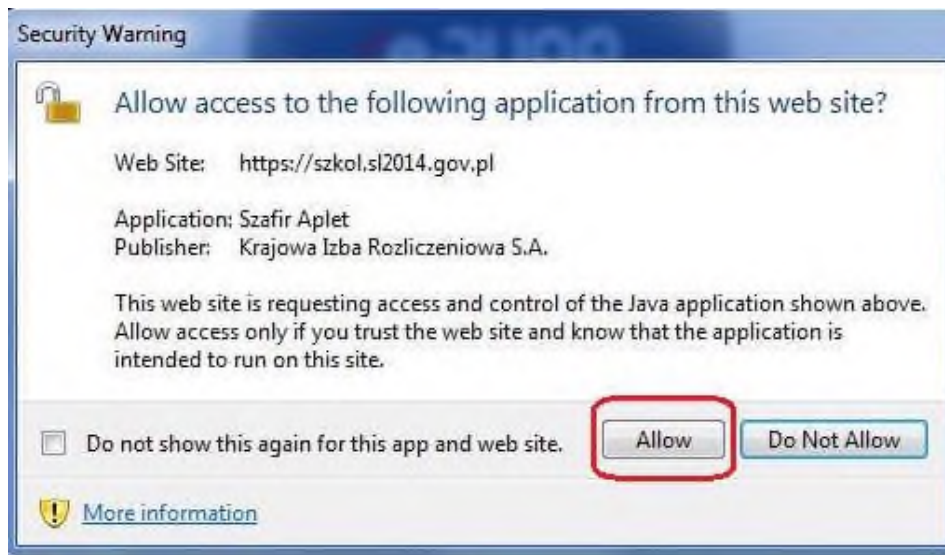 Security Warning
Allow access to the following application from this web site?
Web Site: https://szkol.sl2014.gov.pl
Application: Szafir Aplet
Publisher: Krajowa Izba Rozliczeniowa S.A.
This web site is requesting access and control of the Java application shown above.
Allow access only if you trust the web site and know that the application is
intended to run on this site.
Do not show this again for this app and web site. Allow Do Not Allow
More information